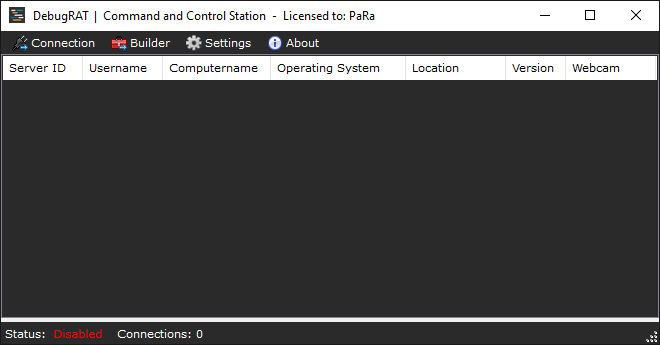 DebugRAT | Command and Control Station - Licensed to: PaRa
Connection Builder Settings About
Server ID Username Computername Operating System Location Version Webcam
Status: Disabled Connections: 0